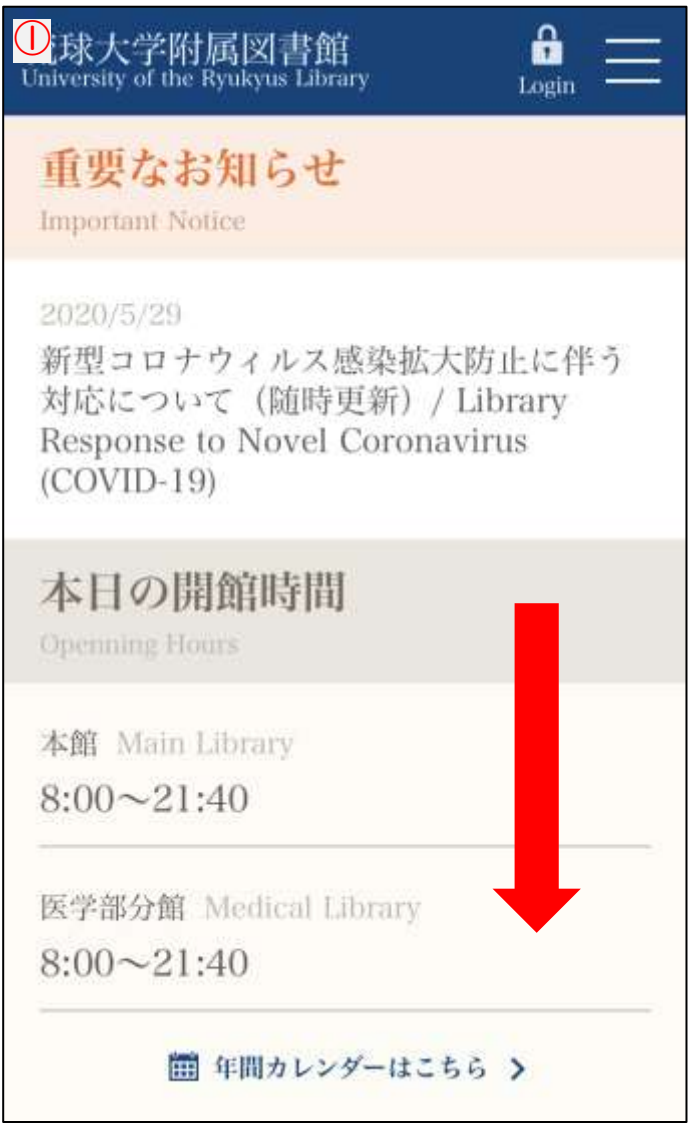 ①
球大学附属図書館
University of the Ryukyus Library
Login
重要なお知らせ
Important Notice
2020/5/29
新型コロナウィルス感染拡大防止に伴う
対応について（随時更新）/ Library
Response to Novel Coronavirus
(COVID-19)
本日の開館時間
Openning Hours
本館 Main Library
8:00～21:40
医学部分館 Medical Library
8:00～21:40
年間カレンダーはこちら >